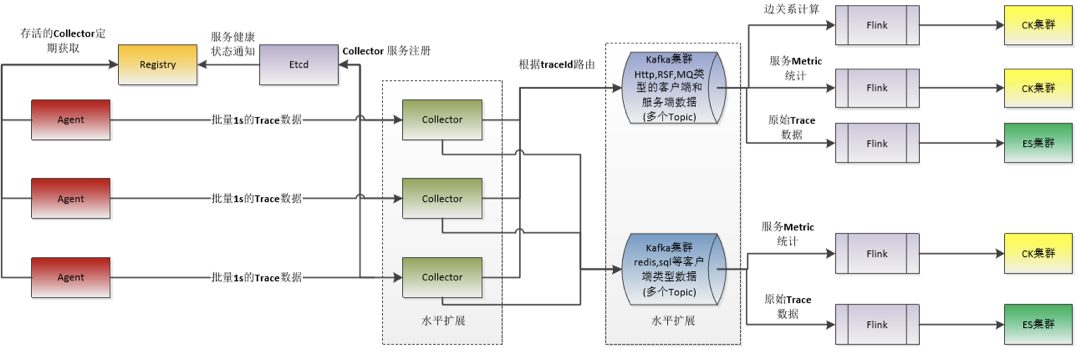 存活的Collector定
期获取
Registry
服务健康
状态通知
Etcd
Collector 服务注册
Agent
批量1s的Trace数据
Collector
Agent
批量1s的Trace数据
Collector
Agent
批量1s的Trace数据
Collector
水平扩展
根据traceId路由
Kafka集群
Http,RSF,MQ类
型的客户端和
服务端数据
(多个Topic)
Kafka集群
redis,sql等客户
端类型数据
(多个Topic)
水平扩展
边关系计算
Flink
CK集群
服务Metric
统计
Flink
CK集群
原始Trace
数据
Flink
ES集群
服务Metric
统计
Flink
CK集群
原始Trace
数据
Flink
ES集群